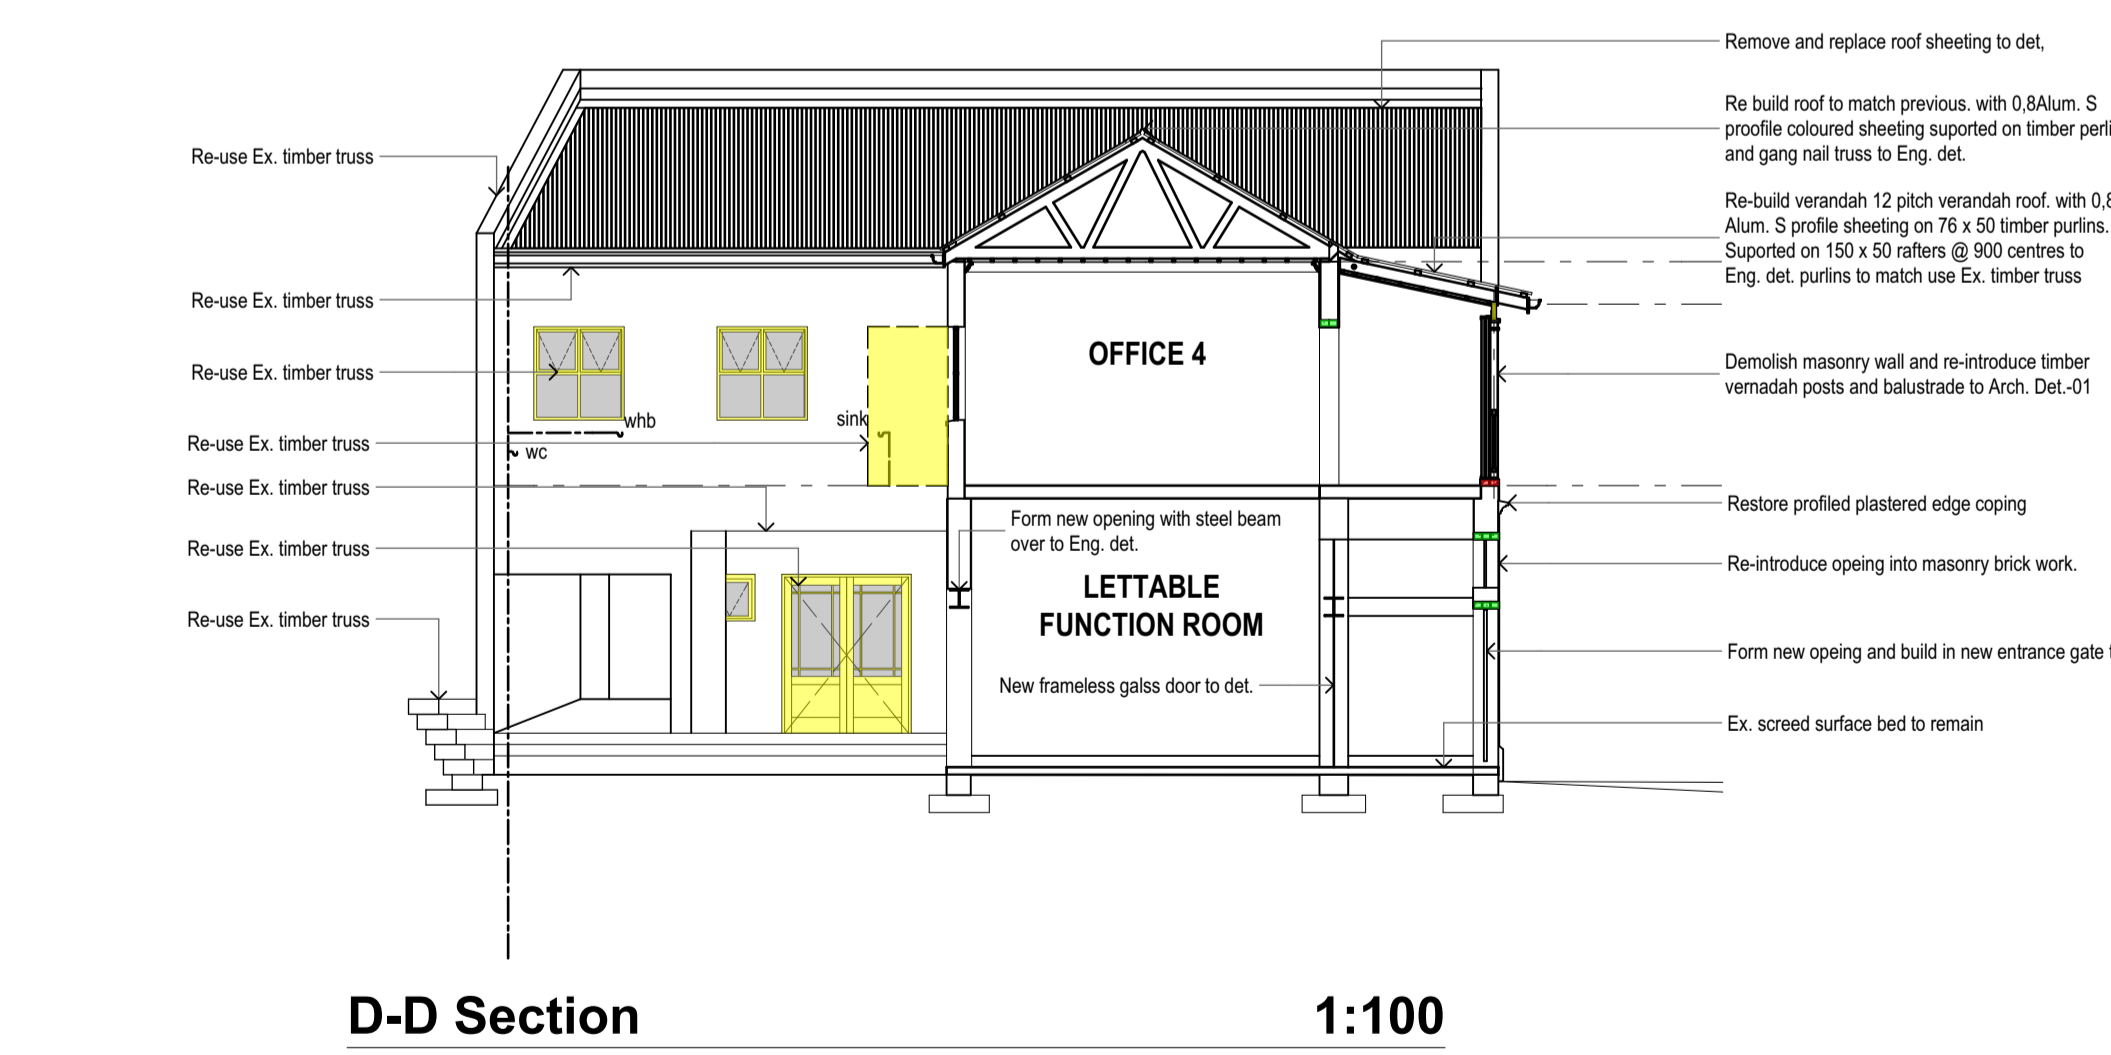 Remove and replace roof sheeting to det,
Re build roof to match previous. with 0,8Alum. S
proofile coloured sheeting suported on timber perli
and gang nail truss to Eng. det.
Re-build verandah 12 pitch verandah roof. with 0,8
Alum. S profile sheeting on 76 x 50 timber purlins.
Suported on 150 x 50 rafters @ 900 centres to
Eng. det. purlins to match use Ex. timber truss
Demolish masonry wall and re-introduce timber
vernadah posts and balustrade to Arch. Det.-01
Restore profiled plastered edge coping
Re-introduce opeing into masonry brick work.
Form new opeing and build in new entrance gate
Ex. screed surface bed to remain
Re-use Ex. timber truss
Re-use Ex. timber truss
Re-use Ex. timber truss
Re-use Ex. timber truss
Re-use Ex. timber truss
Re-use Ex. timber truss
Re-use Ex. timber truss
whb
wc
sink
OFFICE 4
Form new opening with steel beam
over to Eng. det.
LETTABLE
FUNCTION ROOM
New frameless galss door to det.
D-D Section
1:100